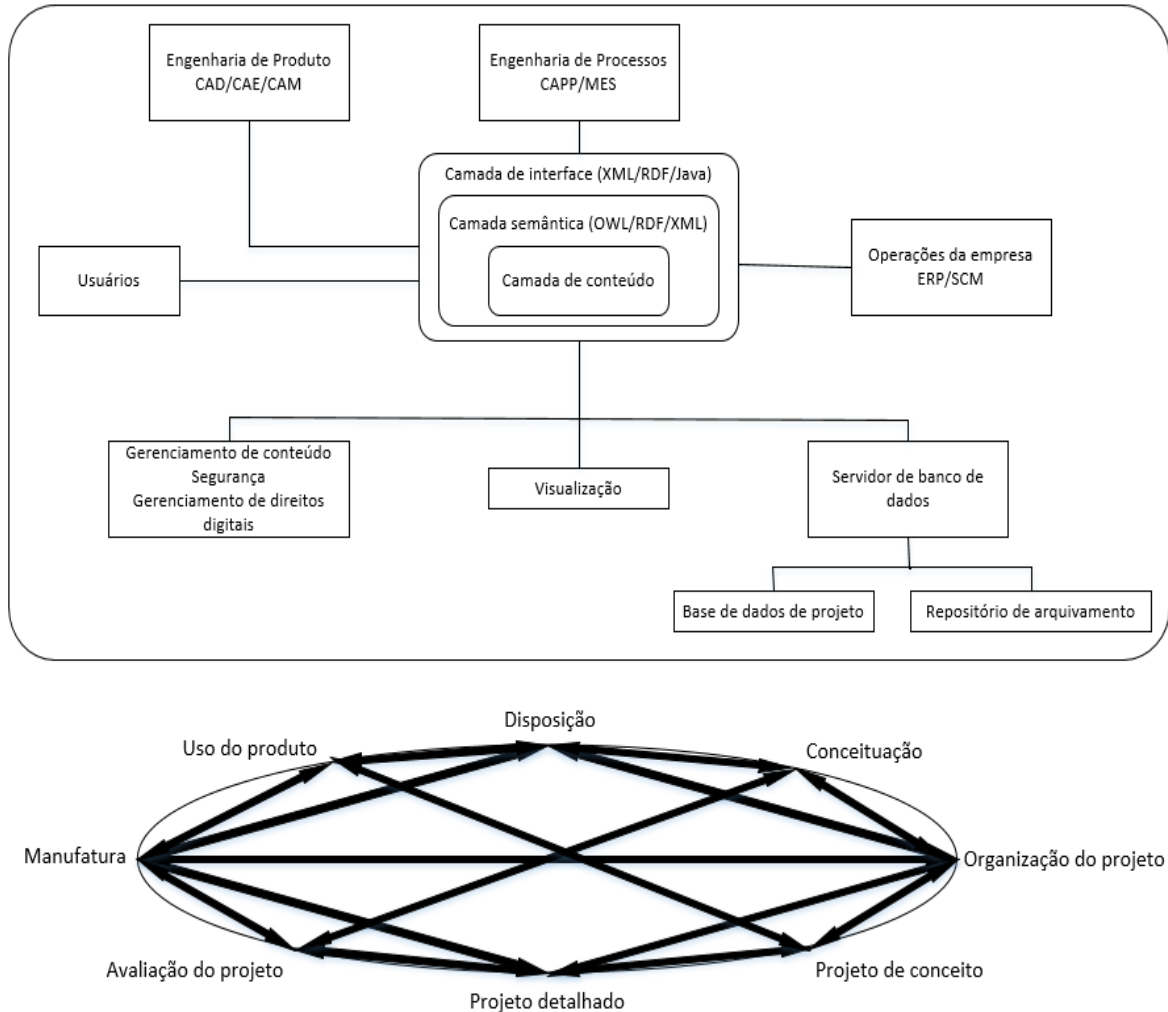 Engenharia de Produto
CAD/CAE/CAM
Engenharia de Processos
CAPP/MES
Camada de interface (XML/RDF/Java)
Camada semântica (OWL/RDF/XML)
Camada de conteúdo
Usuários
Operações da empresa
ERP/SCM
Gerenciamento de conteúdo
Segurança
Gerenciamento de direitos
digitais
Visualização
Servidor de banco de
dados
Base de dados de projeto
Repositório de arquivamento
Disposição
Uso do produto
Conceituação
Manufatura
Organização do projeto
Avaliação do projeto
Projeto de conceito
Projeto detalhado